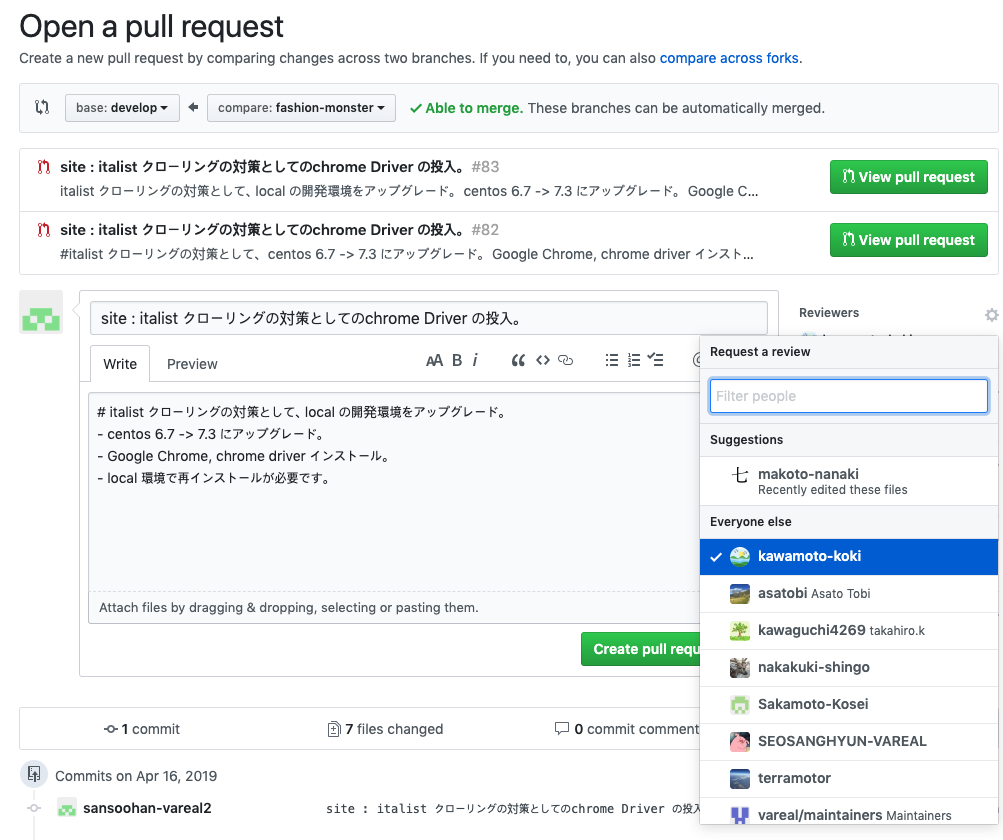 Open a pull request
Create a new pull request by comparing changes across two branches. If you need to, you can also compare across forks.
base: develop
compare: fashion-monster
Able to merge. These branches can be automatically merged.
site : italist クローリングの対策としてのchrome Driver の投入。 #83
italist クローリングの対策として、local の開発環境をアップグレード。 centos 6.7 -> 7.3 にアップグレード。 Google C...
View pull request
site : italist クローリングの対策としてのchrome Driver の投入。 #82
#italist クローリングの対策として、centos 6.7 -> 7.3 にアップグレード。 Google Chrome, chrome driver インスト...
View pull request
site : italist クローリングの対策としてのchrome Driver の投入。
Reviewers
Write
Preview
AA B i
Request a review
Filter people
# italist クローリングの対策として、local の開発環境をアップグレード。
- centos 6.7 -> 7.3 にアップグレード。
- Google Chrome, chrome driver インストール。
- local 環境で再インストールが必要です。
Suggestions
makoto-nanaki
Recently edited these files
Everyone else
kawamoto-koki
asatobi Asato Tobi
kawaguchi4269 takahiro.k
nakakuki-shingo
Sakamoto-Kosei
SEOSANGHYUN-VAREAL
terramotor
vareal/maintainers Maintainers
Attach files by dragging & dropping, selecting or pasting them.
Create pull requ
1 commit
7 files changed
0 commit comment
Commits on Apr 16, 2019
sansoohan-vareal2
site : italist クローリングの対策としてのchrome Driver の投入